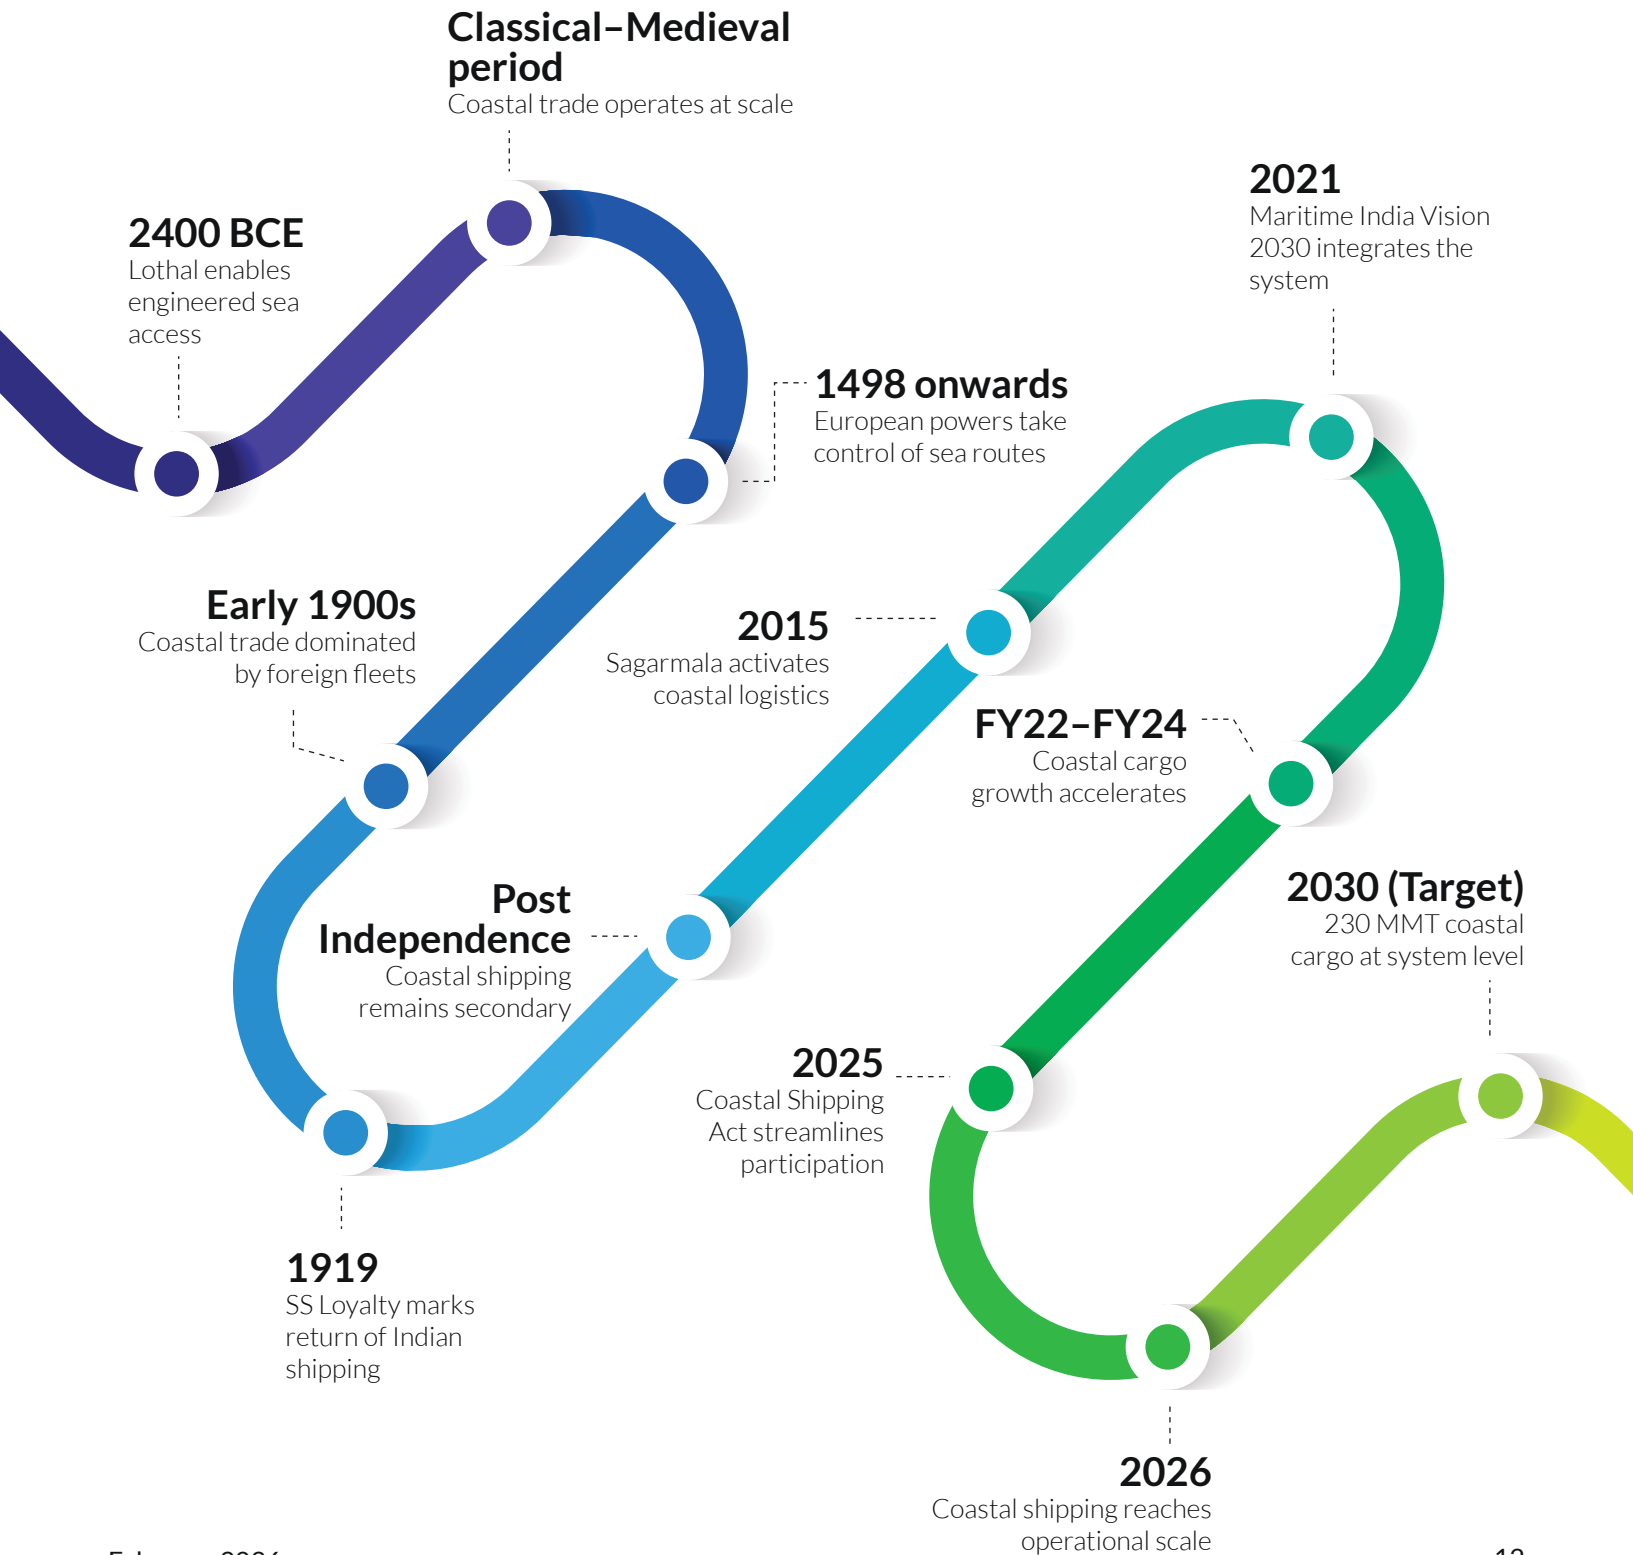 Classical–Medieval
period
Coastal trade operates at scale
2400 BCE
Lothal enables
engineered sea
access
1498 onwards
European powers take
control of sea routes
Early 1900s
Coastal trade dominated
by foreign fleets
1919
SS Loyalty marks
return of Indian
shipping
Post
Independence
Coastal shipping
remains secondary
2015
Sagarmala activates
coastal logistics
2021
Maritime India Vision
2030 integrates the
system
FY22–FY24
Coastal cargo
growth accelerates
2025
Coastal Shipping
Act streamlines
participation
2026
Coastal shipping reaches
operational scale
2030 (Target)
230 MMT coastal
cargo at system level